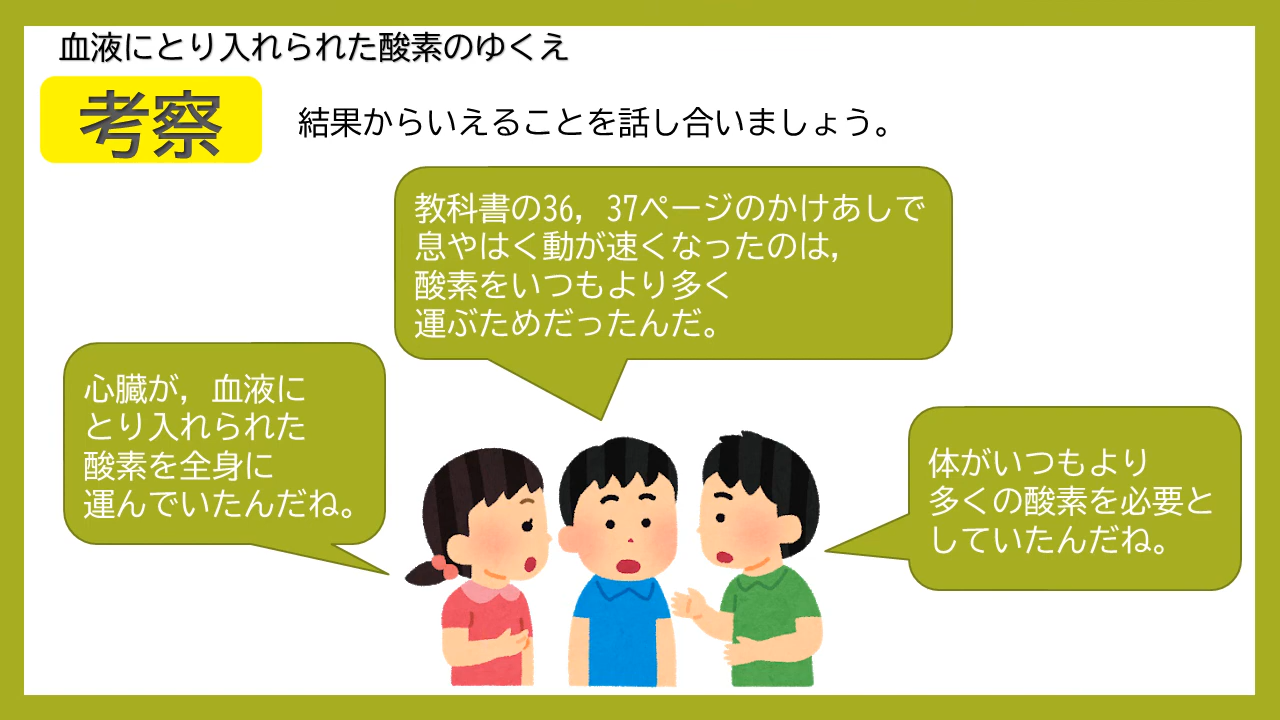 血液にとり入れられた酸素のゆくえ
考察
結果からいえることを話し合いましょう。
教科書の36，37ページのかけあしで
息やはく動が速くなったのは，
酸素をいつもより多く
運ぶためだったんだ。
心臓が，血液に
とり入れられた
酸素を全身に
運んでいたんだね。
体がいつもより
多くの酸素を必要と
していたんだね。